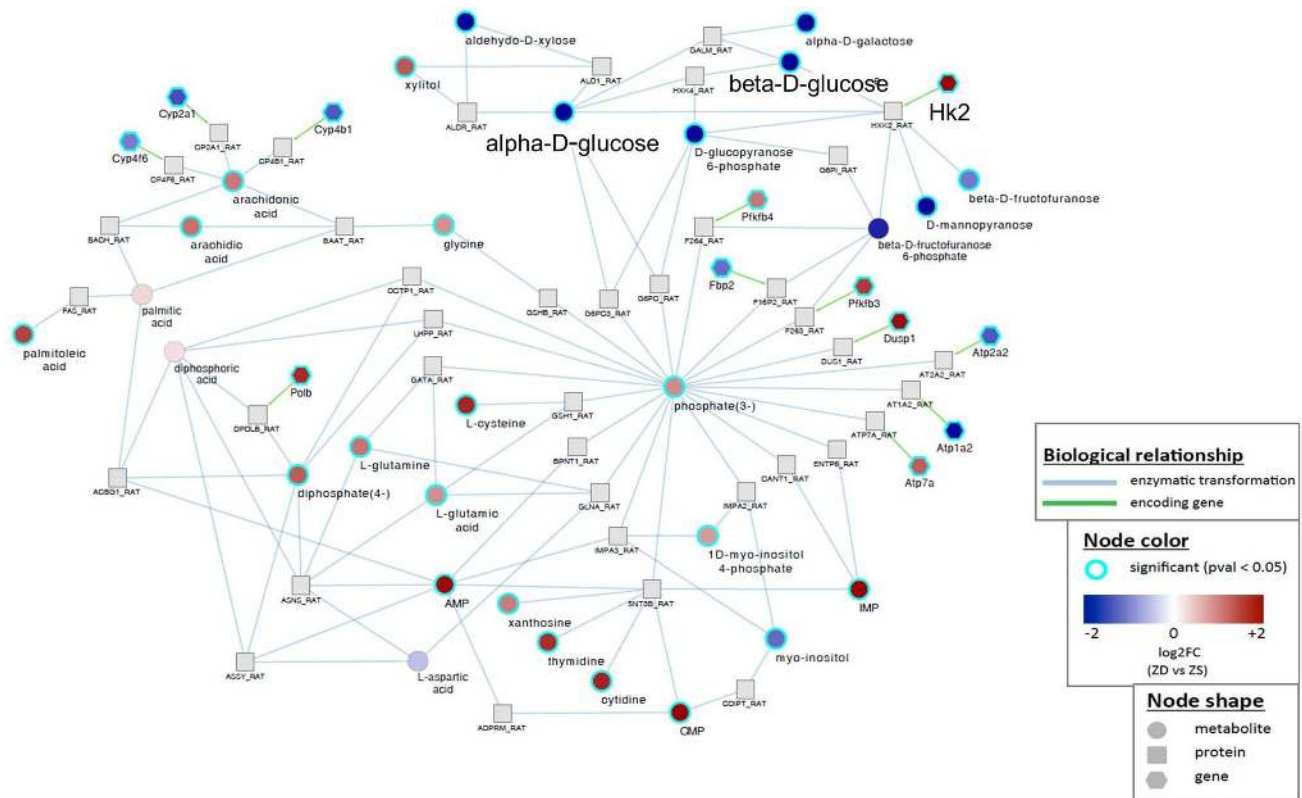 aldehydo-D-xylose
alpha-D-galactose
GALM_RAT
xylitol
ALD1_RAT
HXK4_RAT
beta-D-glucose
Hk2
HXK2_RAT
ALDR_RAT
alpha-D-glucose
Cyp2a1
CP2A1_RAT
Cyp4b1
CP4B1_RAT
Cyp4f6
CP4F6_RAT
arachidonic
acid
D-glucopyranose
6-phosphate
G6PI_RAT
beta-D-fructofuranose
D-mannopyranose
BACH_RAT
arachidic
acid
BAAT_RAT
glycine
Pfkfb4
F264_RAT
beta-D-fructofuranose
6-phosphate
Fbp2
F16P2_RAT
Pfkfb3
F263_RAT
FAS_RAT
palmitic
acid
palmitoleic
acid
DCTP1_RAT
GSHB_RAT
G6PC3_RAT
G6PC_RAT
LHPP_RAT
diphosphoric acid
GATA_RAT
Dusp1
DUS1_RAT
Atp2a2
AT2A2_RAT
Polb
DPOLB_RAT
phosphate(3-)
AT1A2_RAT
Atp1a2
L-cysteine
GSH1_RAT
ATP7A_RAT
Atp7a
BPNT1_RAT
ENTP6_RAT
CANT1_RAT
L-glutamine
ACBG1_RAT
diphosphate(4-)
L-glutamic
acid
GLNA_RAT
IMPA2_RAT
IMPA3_RAT
1D-myo-inositol
4-phosphate
ASNS_RAT
AMP
5NT3B_RAT
IMP
xanthosine
thymidine
myo-inositol
ASSY_RAT
L-aspartic
acid
cytidine
CDIPT_RAT
ADPRM_RAT
CMP
Biological relationship
enzymatic transformation
encoding gene
Node color
significant (pval < 0.05)
-2
0
+2
log2FC
(ZD vs ZS)
Node shape
metabolite
protein
gene